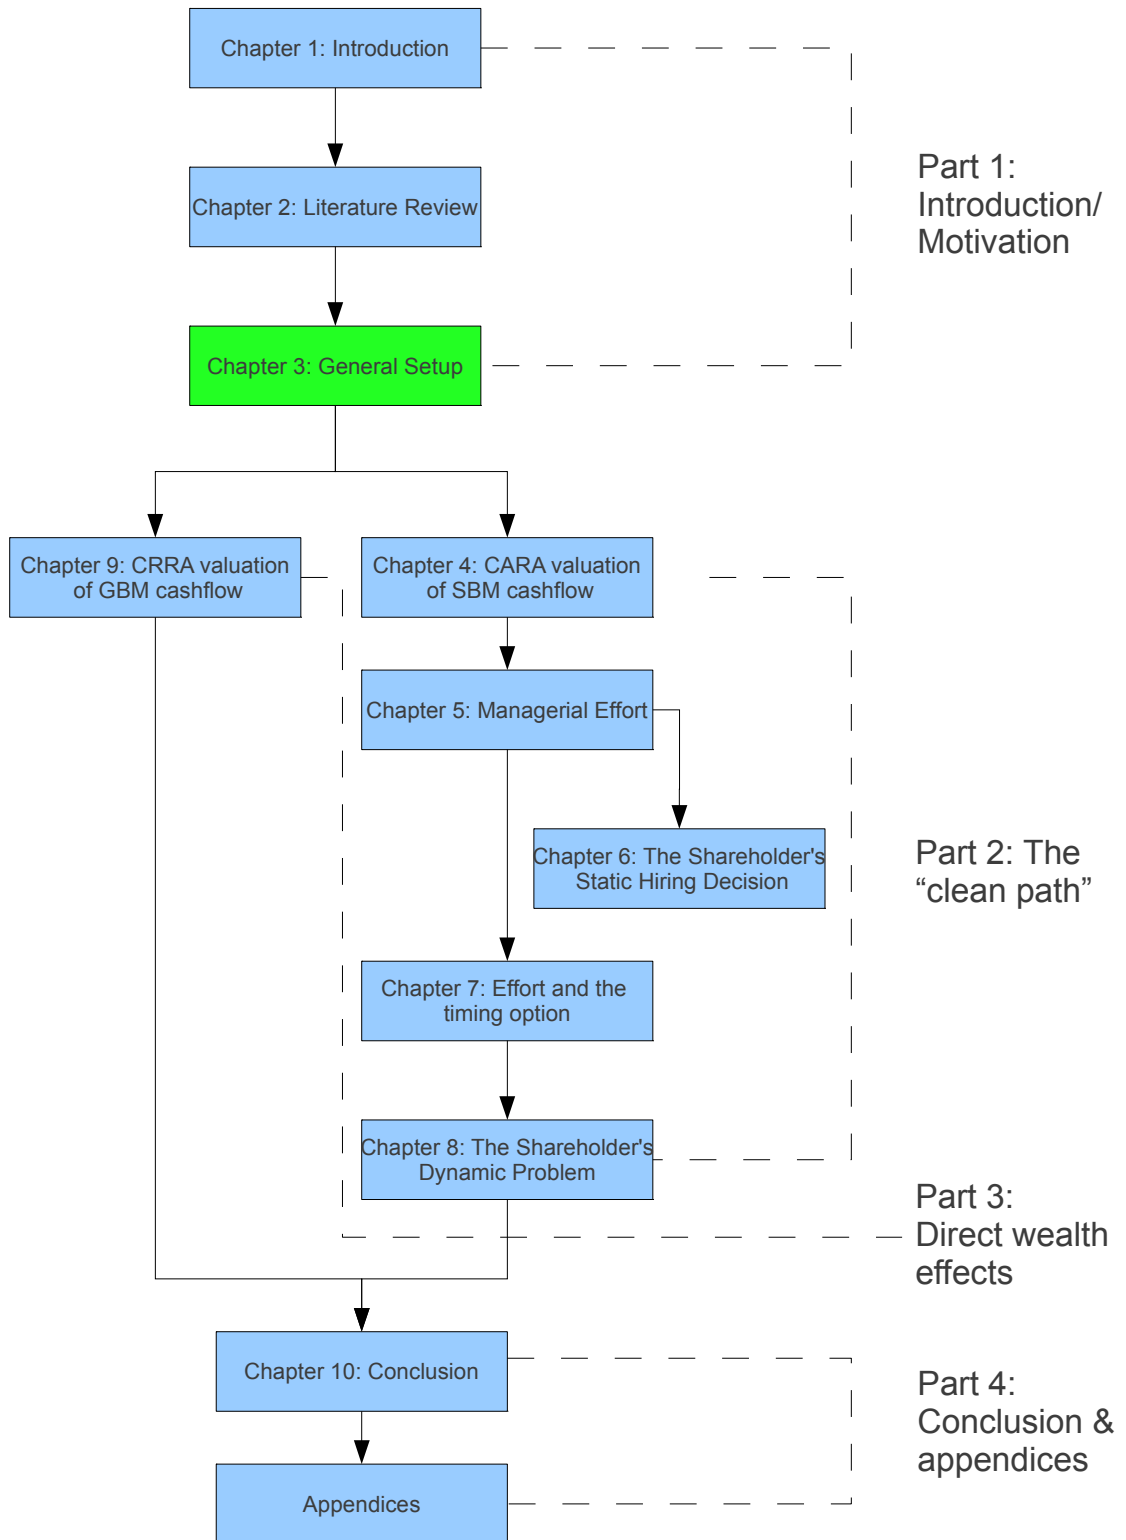 Chapter 1: Introduction
Chapter 2: Literature Review
Part 1:
Introduction/
Motivation
Chapter 3: General Setup
Chapter 9: CRRA valuation
of GBM cashflow
Chapter 4: CARA valuation
of SBM cashflow
Chapter 5: Managerial Effort
Chapter 6: The Shareholder's
Static Hiring Decision
Part 2: The
“clean path”
Chapter 7: Effort and the
timing option
Chapter 8: The Shareholder's
Dynamic Problem
Part 3:
Direct wealth
effects
Chapter 10: Conclusion
Part 4:
Conclusion &
appendices
Appendices